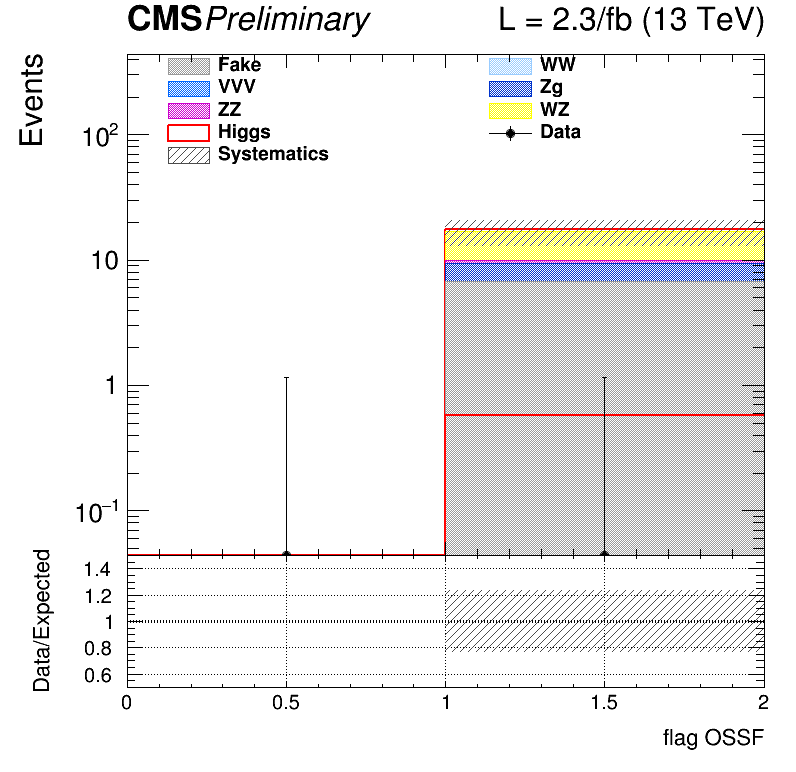 CMS Preliminary L = 2.3/fb (13 TeV)
Events
Fake WW
VVV Zg
ZZ WZ
Higgs Data
Systematics
10²
10
1
10⁻¹
Data/Expected
1.4
1.2
1
0.8
0.6
0 0.5 1 1.5 2
flag OSSF